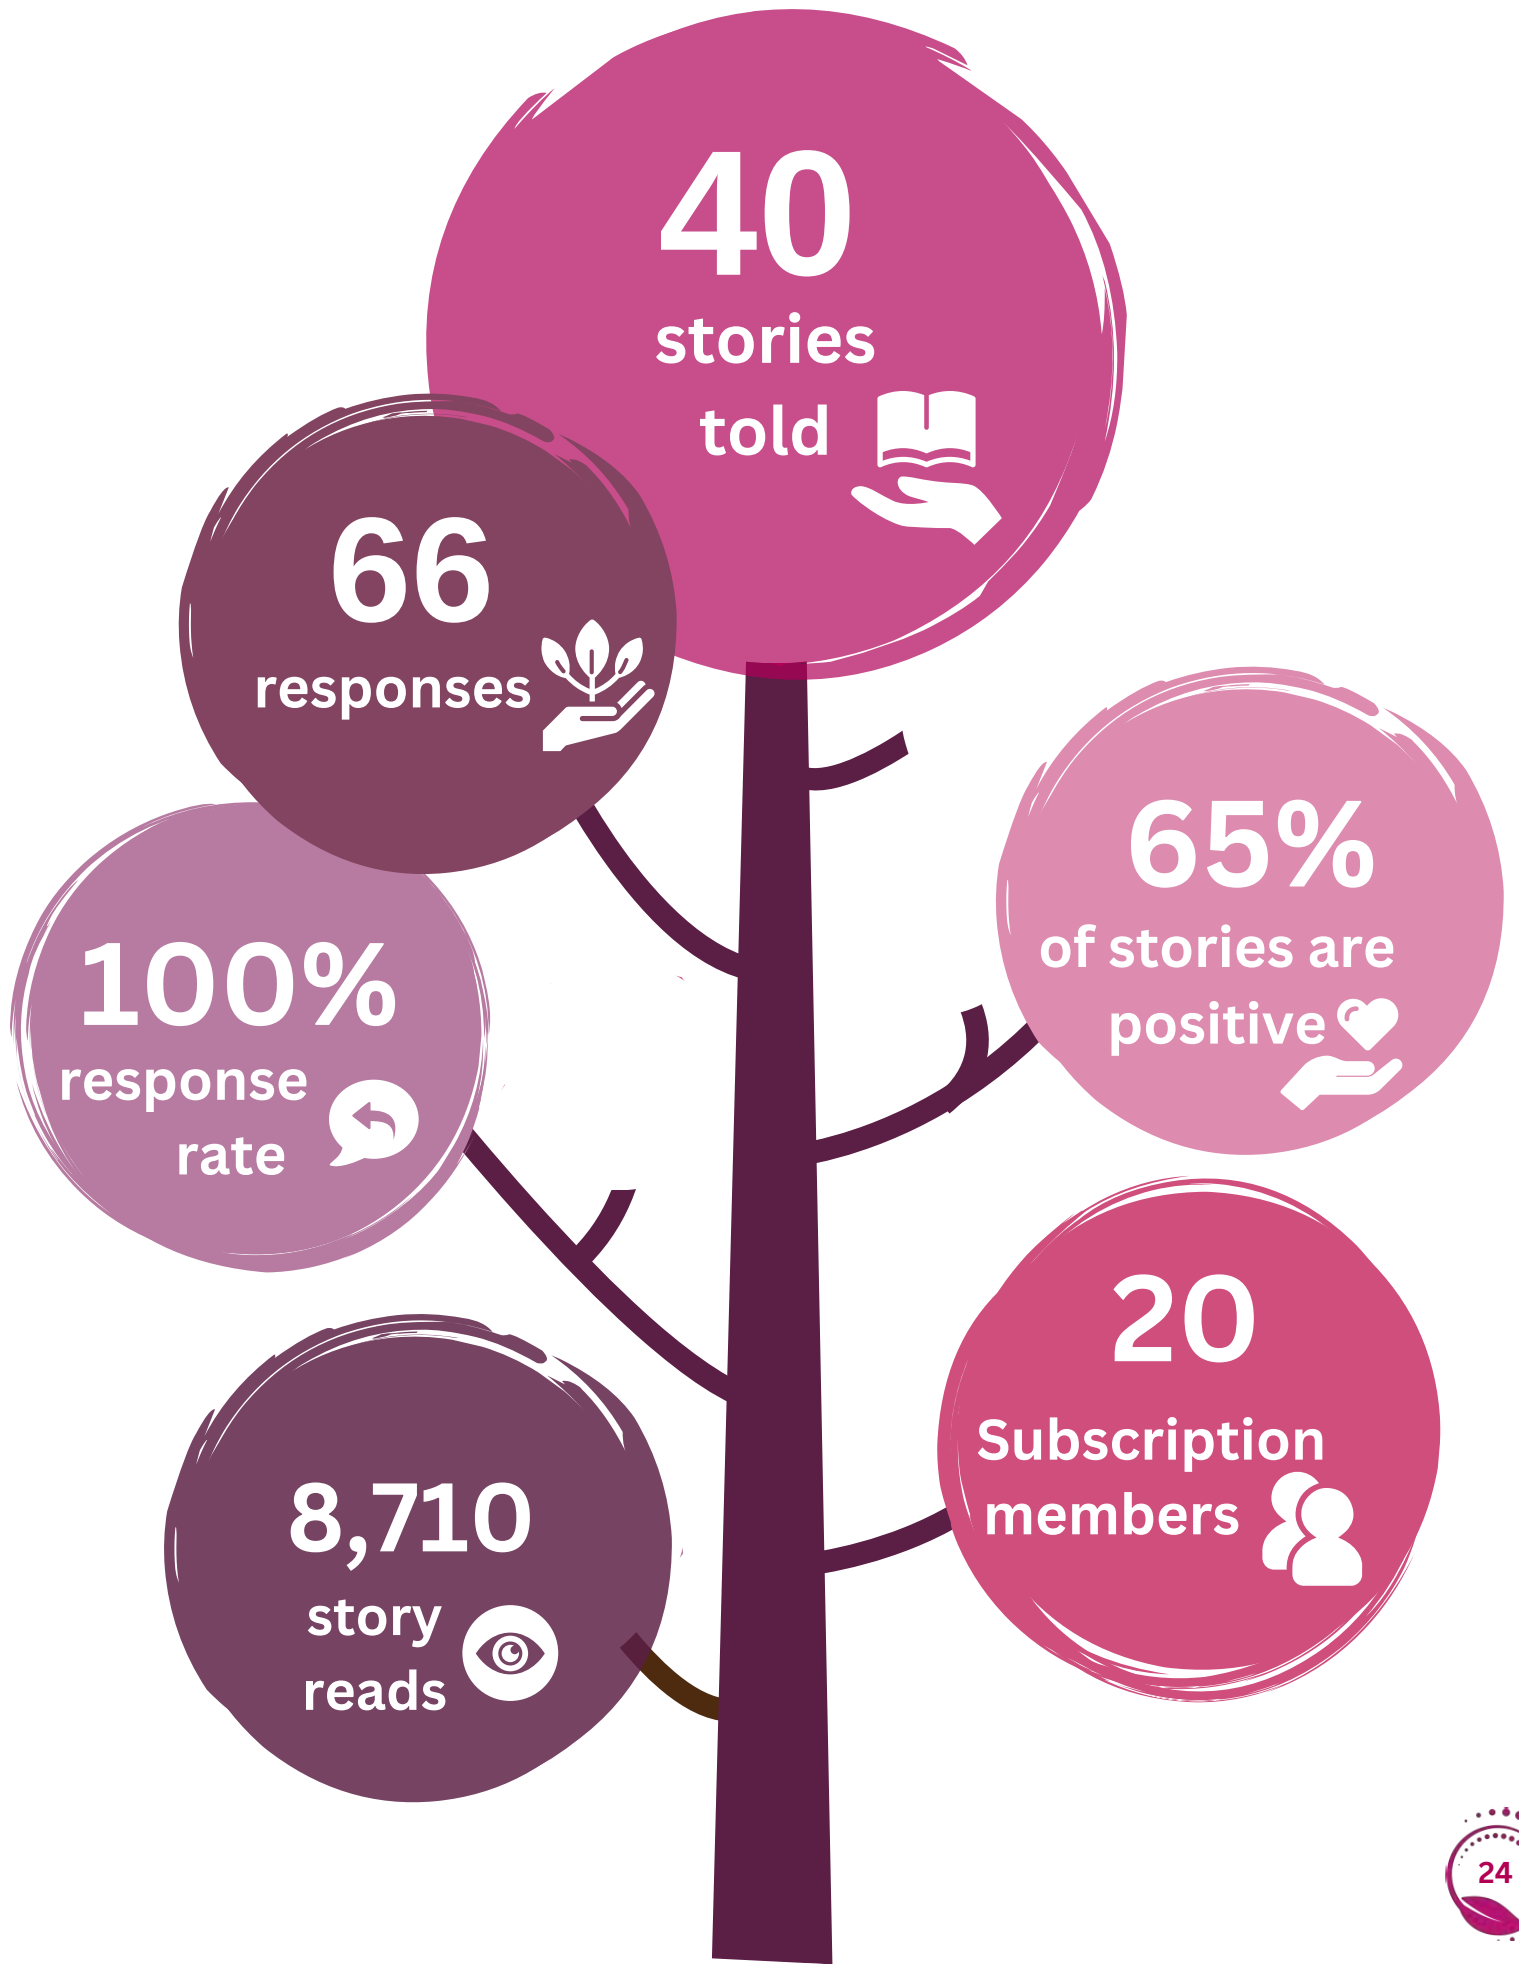 40
stories
told
66
responses
65%
of stories are
positive
100%
response
rate
20
Subscription
members
8,710
story
reads
24